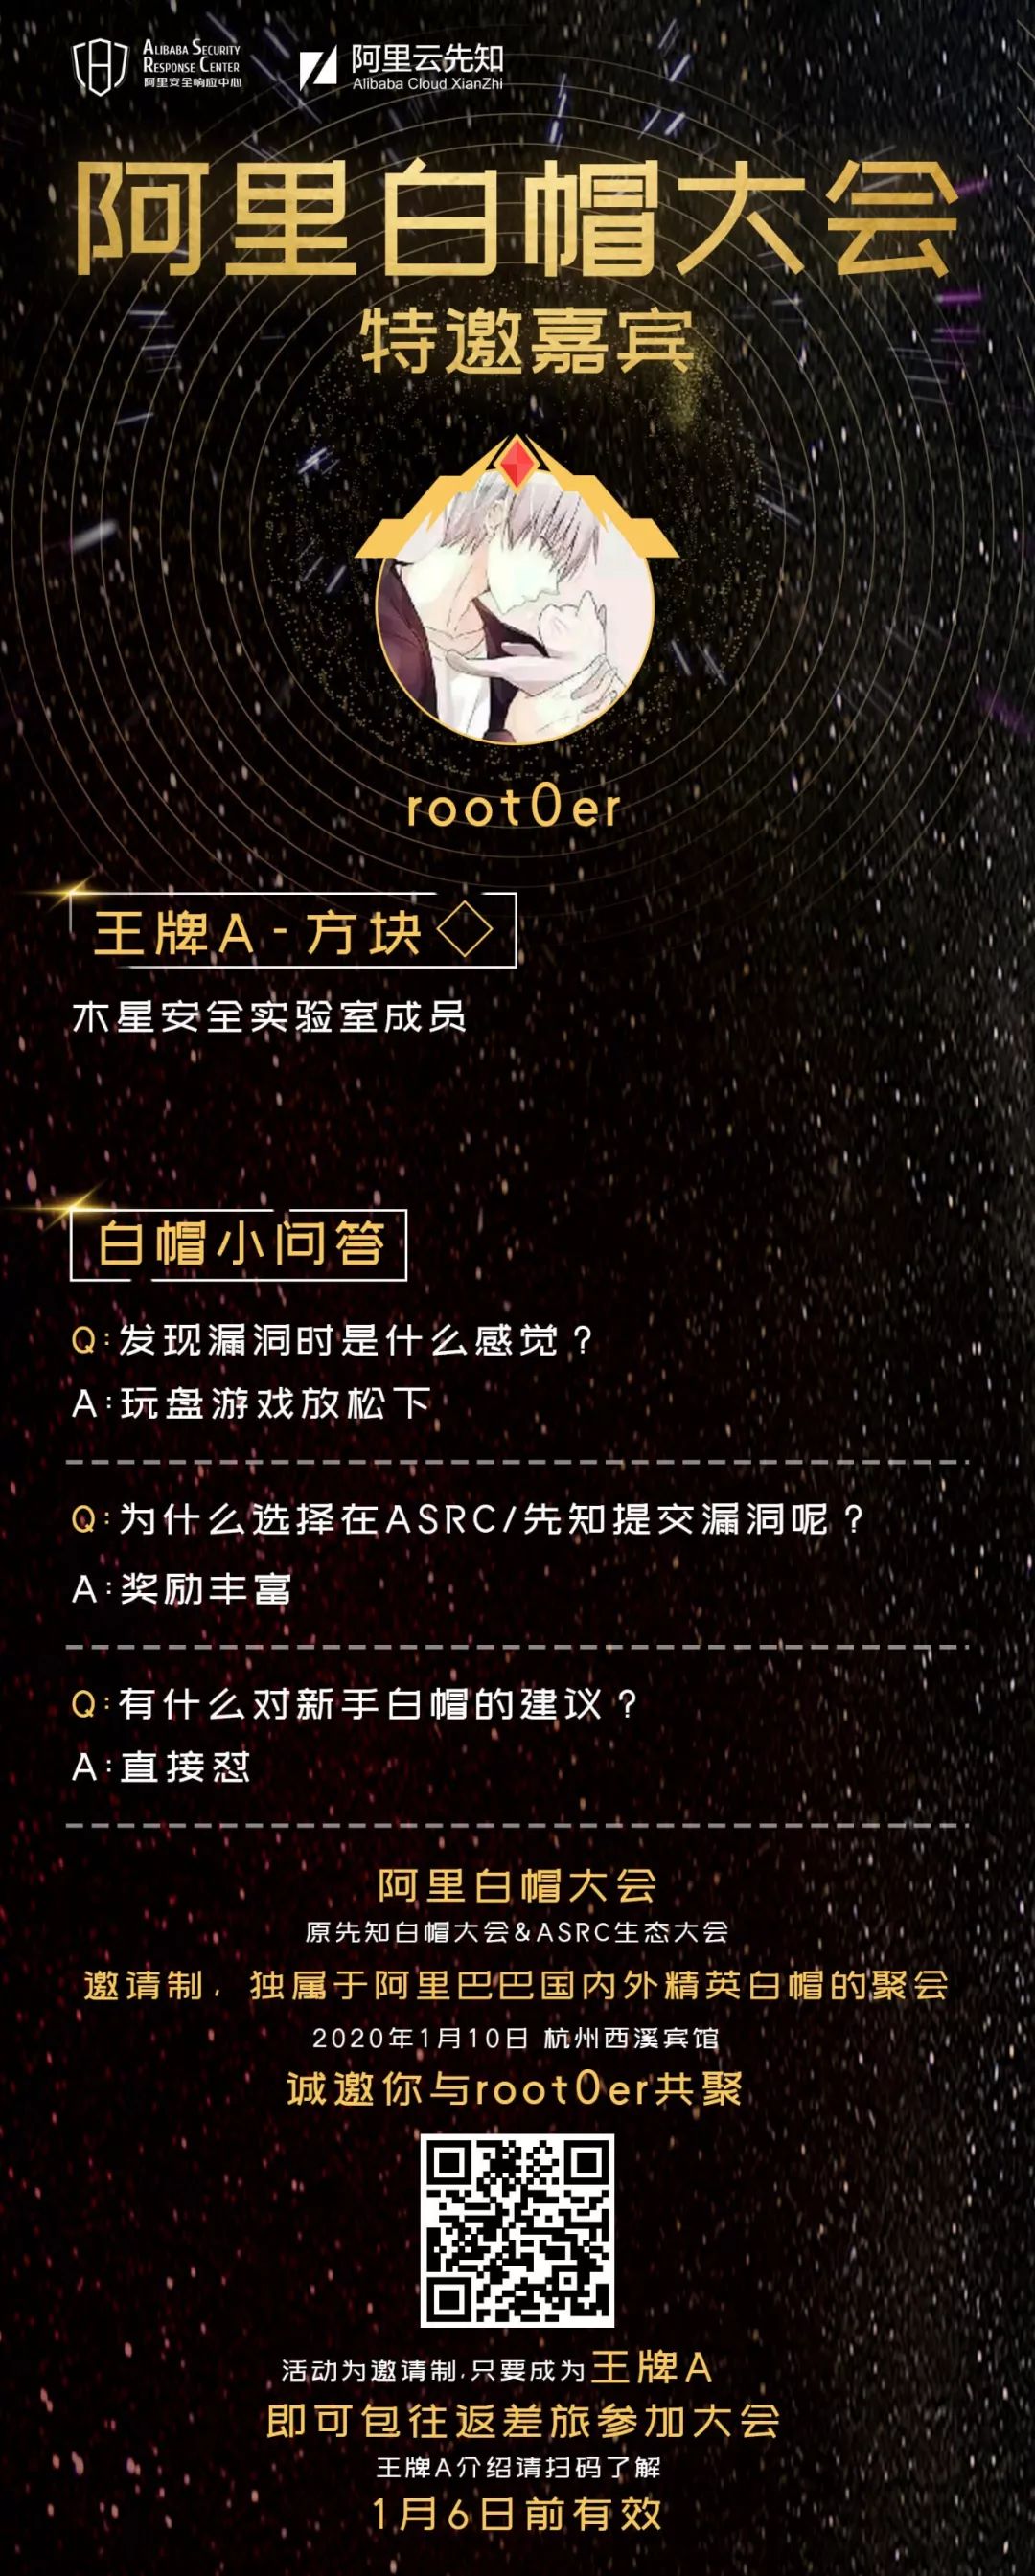 ALIBABA SECURITY
RESPONSE CENTER
阿里安全响应中心
阿里云先知
Alibaba Cloud XianZhi
阿里白帽大会
特邀嘉宾
root0er
王牌A-方块
木星安全实验室成员
白帽小问答
Q:发现漏洞时是什么感觉？
A:玩盘游戏放松下
Q:为什么选择在ASRC/先知提交漏洞呢？
A:奖励丰富
Q:有什么对新手白帽的建议？
A:直接怼
阿里白帽大会
原先知白帽大会&ASRC生态大会
邀请制，独属于阿里巴巴国内外精英白帽的聚会
2020年1月10日 杭州西溪宾馆
诚邀你与root0er共聚
活动为邀请制,只要成为王牌A
即可包往返差旅参加大会
王牌A介绍请扫码了解
1月6日前有效